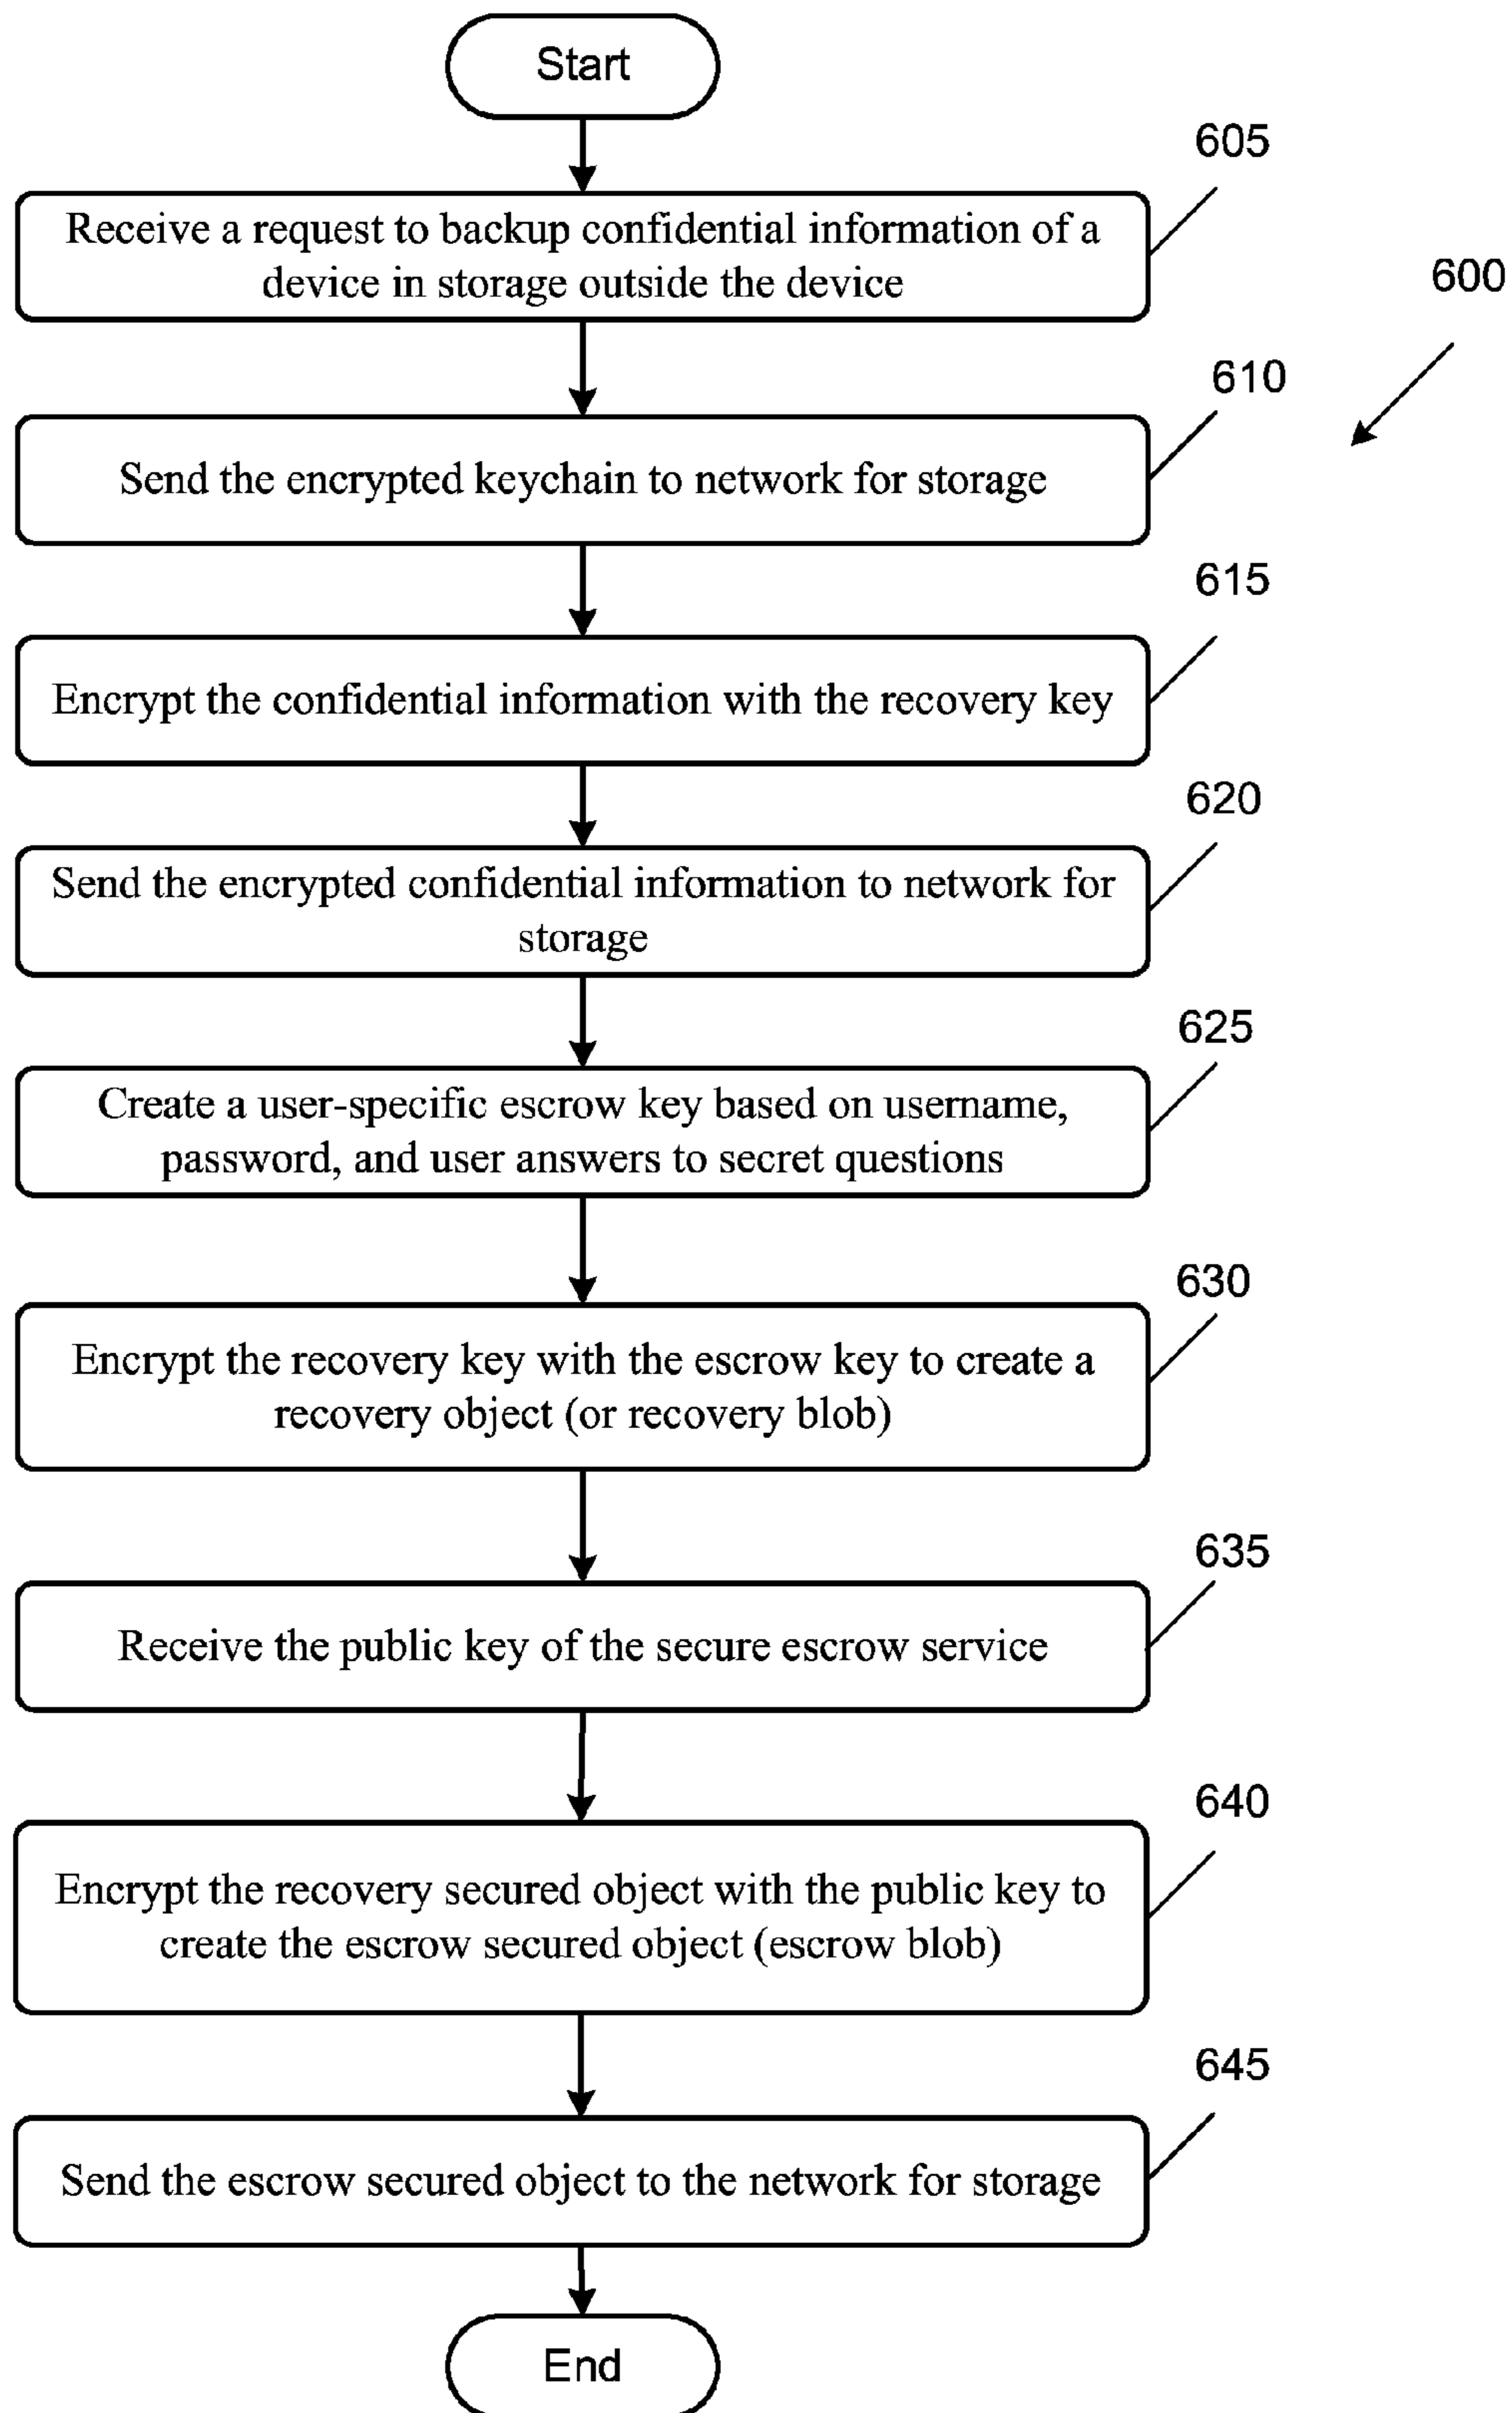 Start
605
Receive a request to backup confidential information of a
device in storage outside the device
600
610
Send the encrypted keychain to network for storage
615
Encrypt the confidential information with the recovery key
620
Send the encrypted confidential information to network for
storage
625
Create a user-specific escrow key based on username,
password, and user answers to secret questions
630
Encrypt the recovery key with the escrow key to create a
recovery object (or recovery blob)
635
Receive the public key of the secure escrow service
640
Encrypt the recovery secured object with the public key to
create the escrow secured object (escrow blob)
645
Send the escrow secured object to the network for storage
End